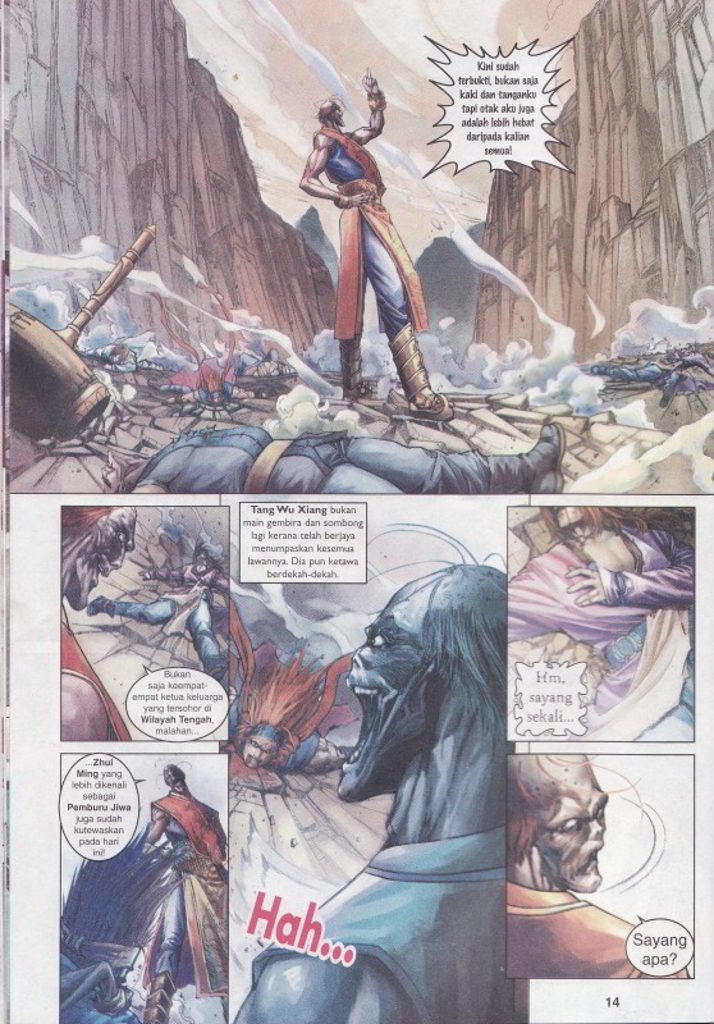 Kini sudah
terbukti, bukan saja
kaki dan tanganku
tapi otak aku juga
adalah lebih hebat
daripada kalian
semua!
Bukan
saja keempat-
empat ketua keluarga
yang tersohor di
Wilayah Tengah,
malahan...
...Zhui
Ming yang
lebih dikenali
sebagai
Pemburu Jiwa
juga sudah
kutewaskan
pada hari
ini!
Tang Wu Xiang bukan
main gembira dan sombong
lagi kerana telah berjaya
menumpaskan kesemua
lawannya. Dia pun ketawa
berdekah-dekah.
Hah...
Hm,
sayang
sekali...
Sayang
apa?
14